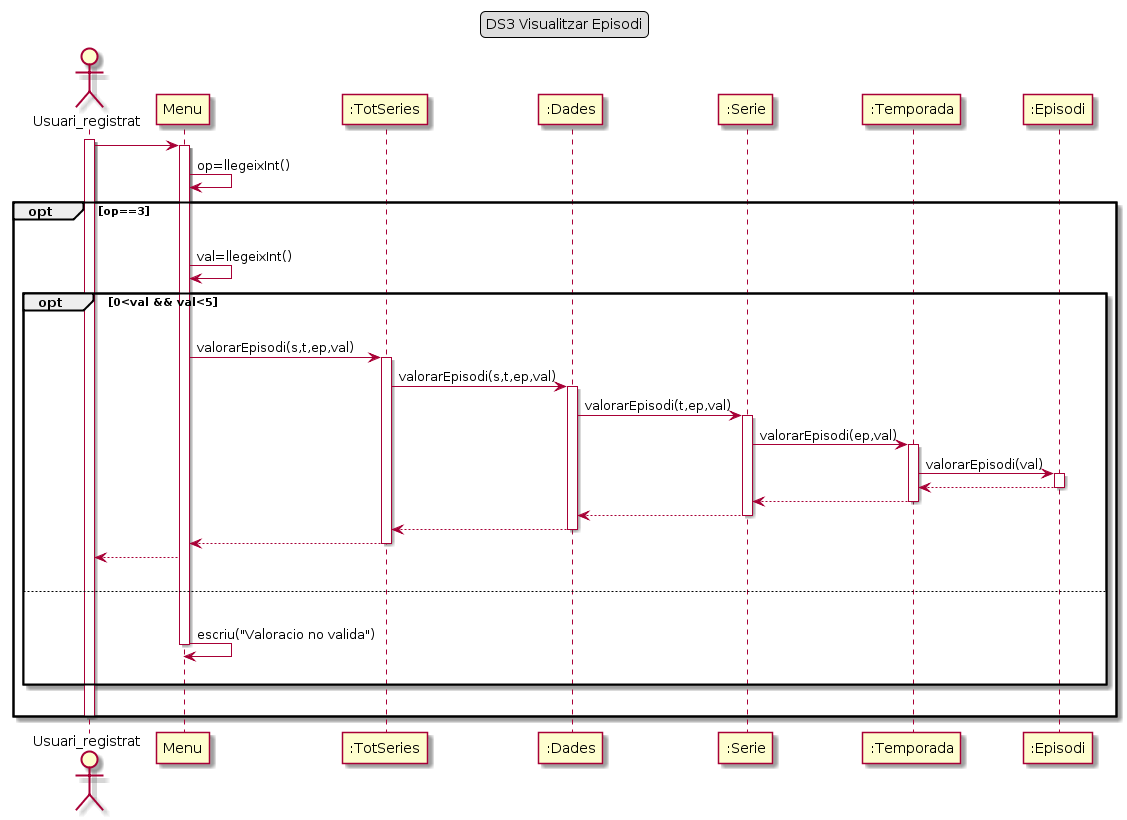 DS3 Visualitzar Episodi
Usuari_registrat
Menu
:TotSeries
:Dades
:Serie
:Temporada
:Episodi
op=llegeixInt()
opt [op==3]
val=llegeixInt()
opt [0<val && val<5]
valorarEpisodi(s,t,ep,val)
valorarEpisodi(s,t,ep,val)
valorarEpisodi(t,ep,val)
valorarEpisodi(ep,val)
valorarEpisodi(val)
escriu("Valoracio no valida")
Usuari_registrat
Menu
:TotSeries
:Dades
:Serie
:Temporada
:Episodi